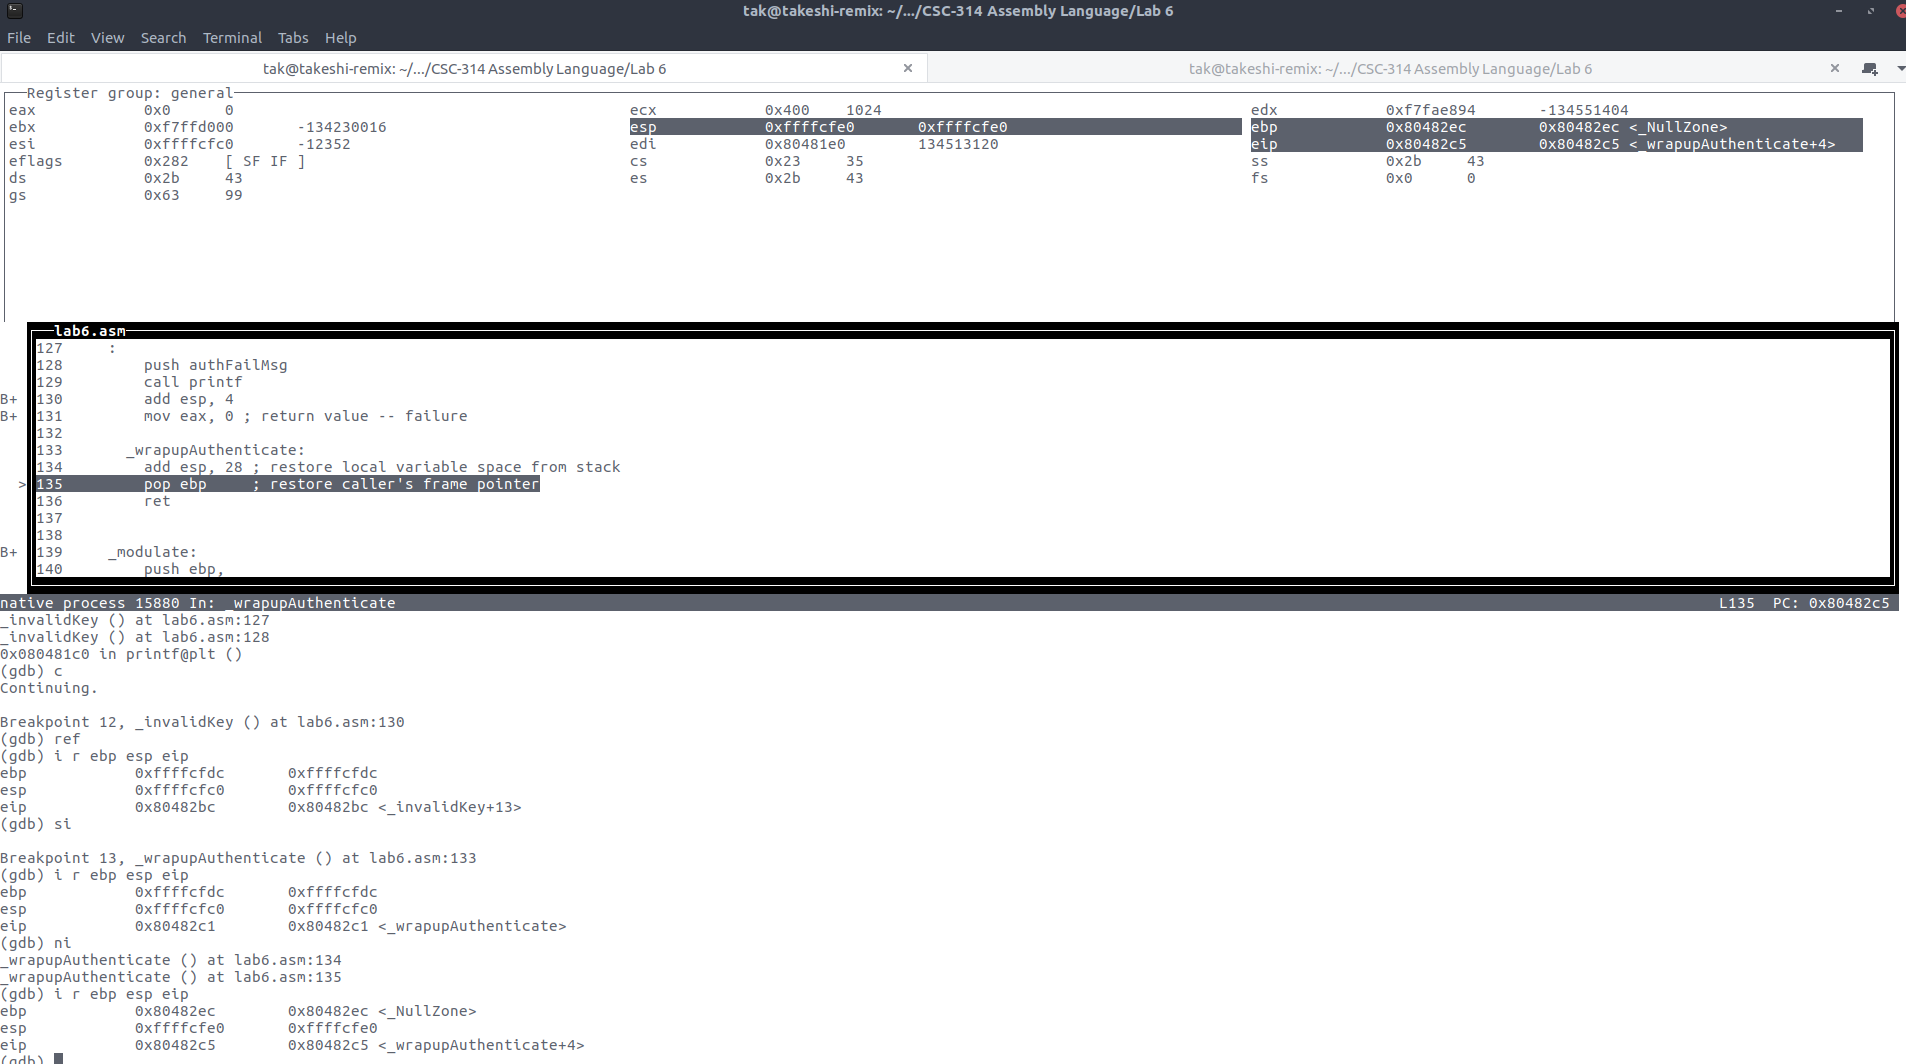 tak@takeshi-remix: ~/.../CSC-314 Assembly Language/Lab 6
File Edit View Search Terminal Tabs Help
tak@takeshi-remix: ~/.../CSC-314 Assembly Language/Lab 6 tak@takeshi-remix: ~/.../CSC-314 Assembly Language/Lab 6
Register group: general
eax 0x0 0 ecx 0x400 1024 edx 0xf7fae894 -134551404
ebx 0xf7ffd000 -134230016 esp 0xffffcfe0 0xffffcfe0 ebp 0x80482ec 0x80482ec <_NullZone>
esi 0xffffcfc0 -12352 edi 0x80481e0 134513120 eip 0x80482c5 0x80482c5 <_wrapupAuthenticate+4>
eflags 0x282 [ SF IF ] cs 0x23 35 ss 0x2b 43
ds 0x2b 43 es 0x2b 43 fs 0x0 0
gs 0x63 99
lab6.asm
127 :
128 push authFailMsg
129 call printf
B+ 130 add esp, 4
B+ 131 mov eax, 0 ; return value -- failure
132
133 _wrapupAuthenticate:
134 add esp, 28 ; restore local variable space from stack
> 135 pop ebp ; restore caller's frame pointer
136 ret
137
138
B+ 139 _modulate:
140 push ebp,
native process 15880 In: _wrapupAuthenticate L135 PC: 0x80482c5
_invalidKey () at lab6.asm:127
_invalidKey () at lab6.asm:128
0x080481c0 in printf@plt ()
(gdb) c
Continuing.
Breakpoint 12, _invalidKey () at lab6.asm:130
(gdb) ref
(gdb) i r ebp esp eip
ebp 0xffffcfdc 0xffffcfdc
esp 0xffffcfc0 0xffffcfc0
eip 0x80482bc 0x80482bc <_invalidKey+13>
(gdb) si
Breakpoint 13, _wrapupAuthenticate () at lab6.asm:133
(gdb) i r ebp esp eip
ebp 0xffffcfdc 0xffffcfdc
esp 0xffffcfc0 0xffffcfc0
eip 0x80482c1 0x80482c1 <_wrapupAuthenticate>
(gdb) ni
_wrapupAuthenticate () at lab6.asm:134
_wrapupAuthenticate () at lab6.asm:135
(gdb) i r ebp esp eip
ebp 0x80482ec 0x80482ec <_NullZone>
esp 0xffffcfe0 0xffffcfe0
eip 0x80482c5 0x80482c5 <_wrapupAuthenticate+4>
(gdb)